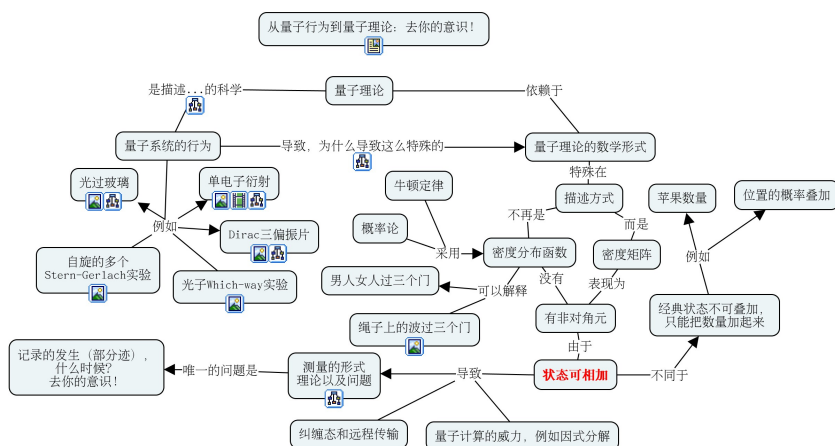 从量子行为到量子理论：去你的意识！
是描述...的科学
量子理论
依赖于
量子系统的行为
导致，为什么导致这么特殊的
量子理论的数学形式
特殊在
光过玻璃
单电子衍射
牛顿定律
描述方式
苹果数量
位置的概率叠加
例如
不再是
而是
概率论
Dirac三偏振片
采用
密度分布函数
密度矩阵
例如
自旋的多个
Stern-Gerlach实验
光子Which-way实验
男人女人过三个门
可以解释
没有
表现为
绳子上的波过三个门
有非对角元
经典状态不可叠加，
只能把数量加起来
由于
记录的发生（部分迹），
什么时候？
去你的意识！
唯一的问题是
测量的形式
理论以及问题
导致
状态可相加
不同于
纠缠态和远程传输
量子计算的威力，例如因式分解